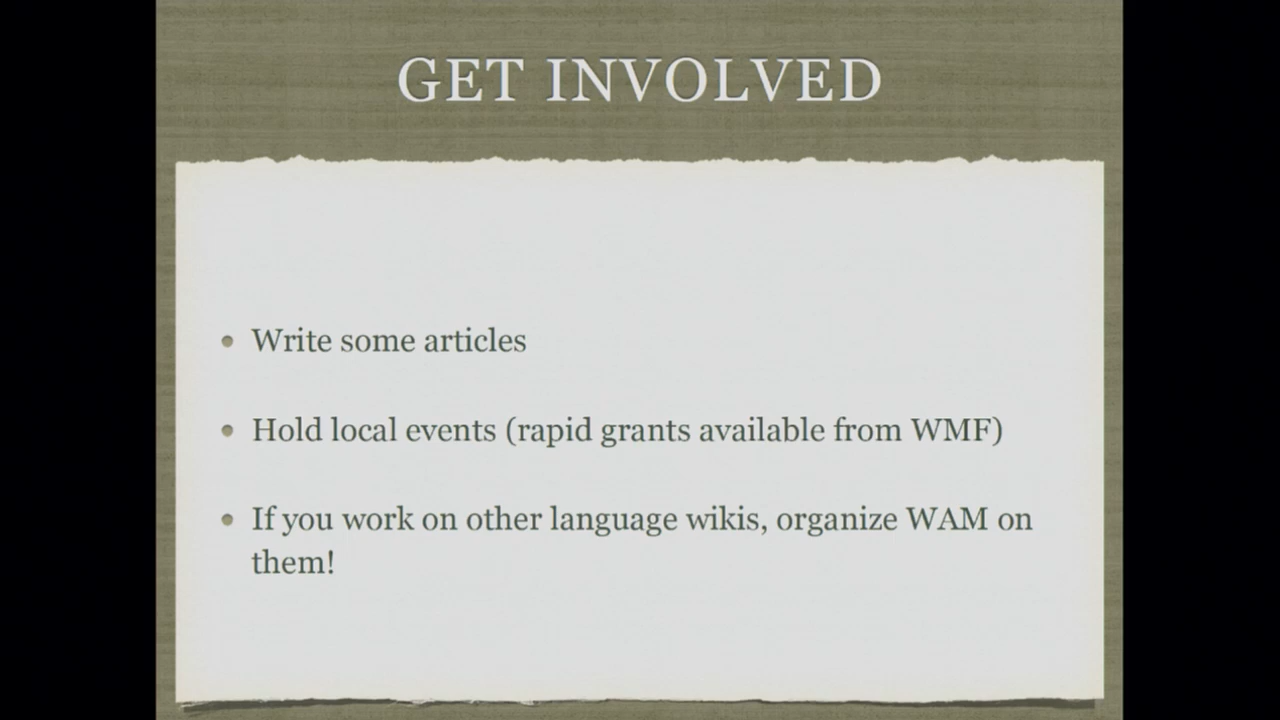 GET INVOLVED
• Write some articles
• Hold local events (rapid grants available from WMF)
• If you work on other language wikis, organize WAM on
them!